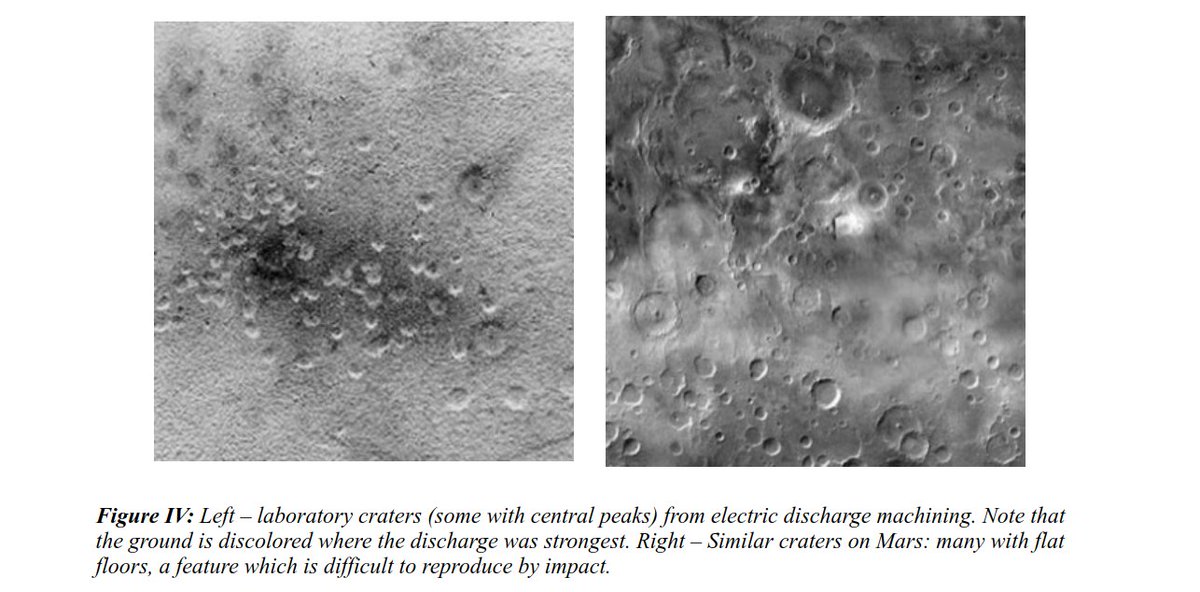 Figure IV: Left – laboratory craters (some with central peaks) from electric discharge machining. Note that
the ground is discolored where the discharge was strongest. Right – Similar craters on Mars: many with flat
floors, a feature which is difficult to reproduce by impact.